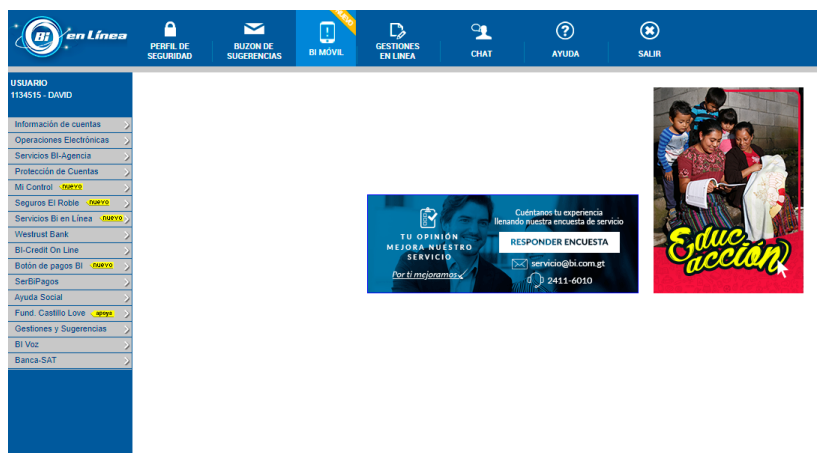 Bi en Línea
PERFIL DE
SEGURIDAD
BUZON DE
SUGERENCIAS
NUEVO
BI MÓVIL
GESTIONES
EN LINEA
CHAT
AYUDA
SALIR
USUARIO
1134515 - DAVID
Información de cuentas
Operaciones Electrónicas
Servicios BI-Agencia
Protección de Cuentas
Mi Control nuevo
Seguros El Roble nuevo
Servicios Bi en Línea nuevo
Westrust Bank
BI-Credit On Line
Botón de pagos BI nuevo
SerBiPagos
Ayuda Social
Fund. Castillo Love apoya
Gestiones y Sugerencias
BI Voz
Banca-SAT
TU OPINIÓN
MEJORA NUESTRO
SERVICIO
Por ti mejoramos
Cuéntanos tu experiencia
llenando nuestra encuesta de servicio
RESPONDER ENCUESTA
servicio@bi.com.gt
2411-6010
Educ
acción